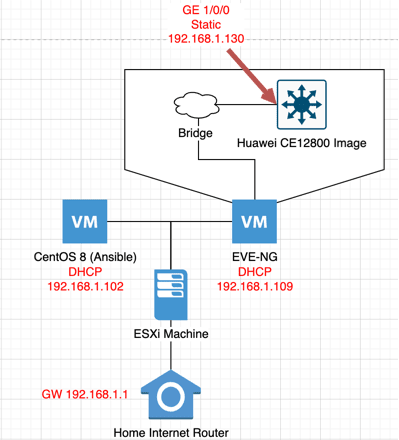 GE 1/0/0
Static
192.168.1.130
Bridge
Huawei CE12800 Image
VM
VM
CentOS 8 (Ansible)
DHCP
192.168.1.102
EVE-NG
DHCP
192.168.1.109
ESXi Machine
GW 192.168.1.1
Home Internet Router